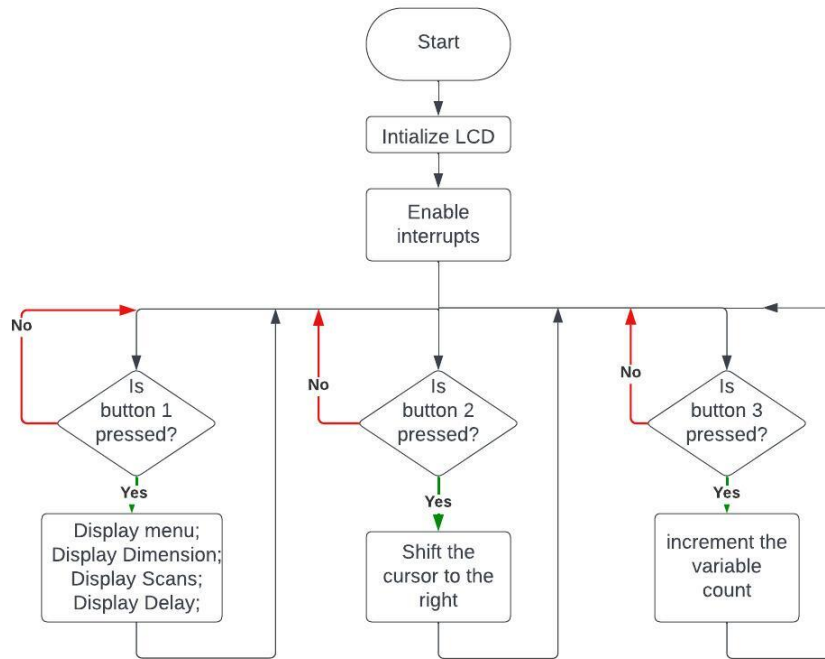 Start
Intialize LCD
Enable
interrupts
No
Is
button 1
pressed?
Yes
Display menu;
Display Dimension;
Display Scans;
Display Delay;
No
Is
button 2
pressed?
Yes
Shift the
cursor to the
right
No
Is
button 3
pressed?
Yes
increment the
variable
count